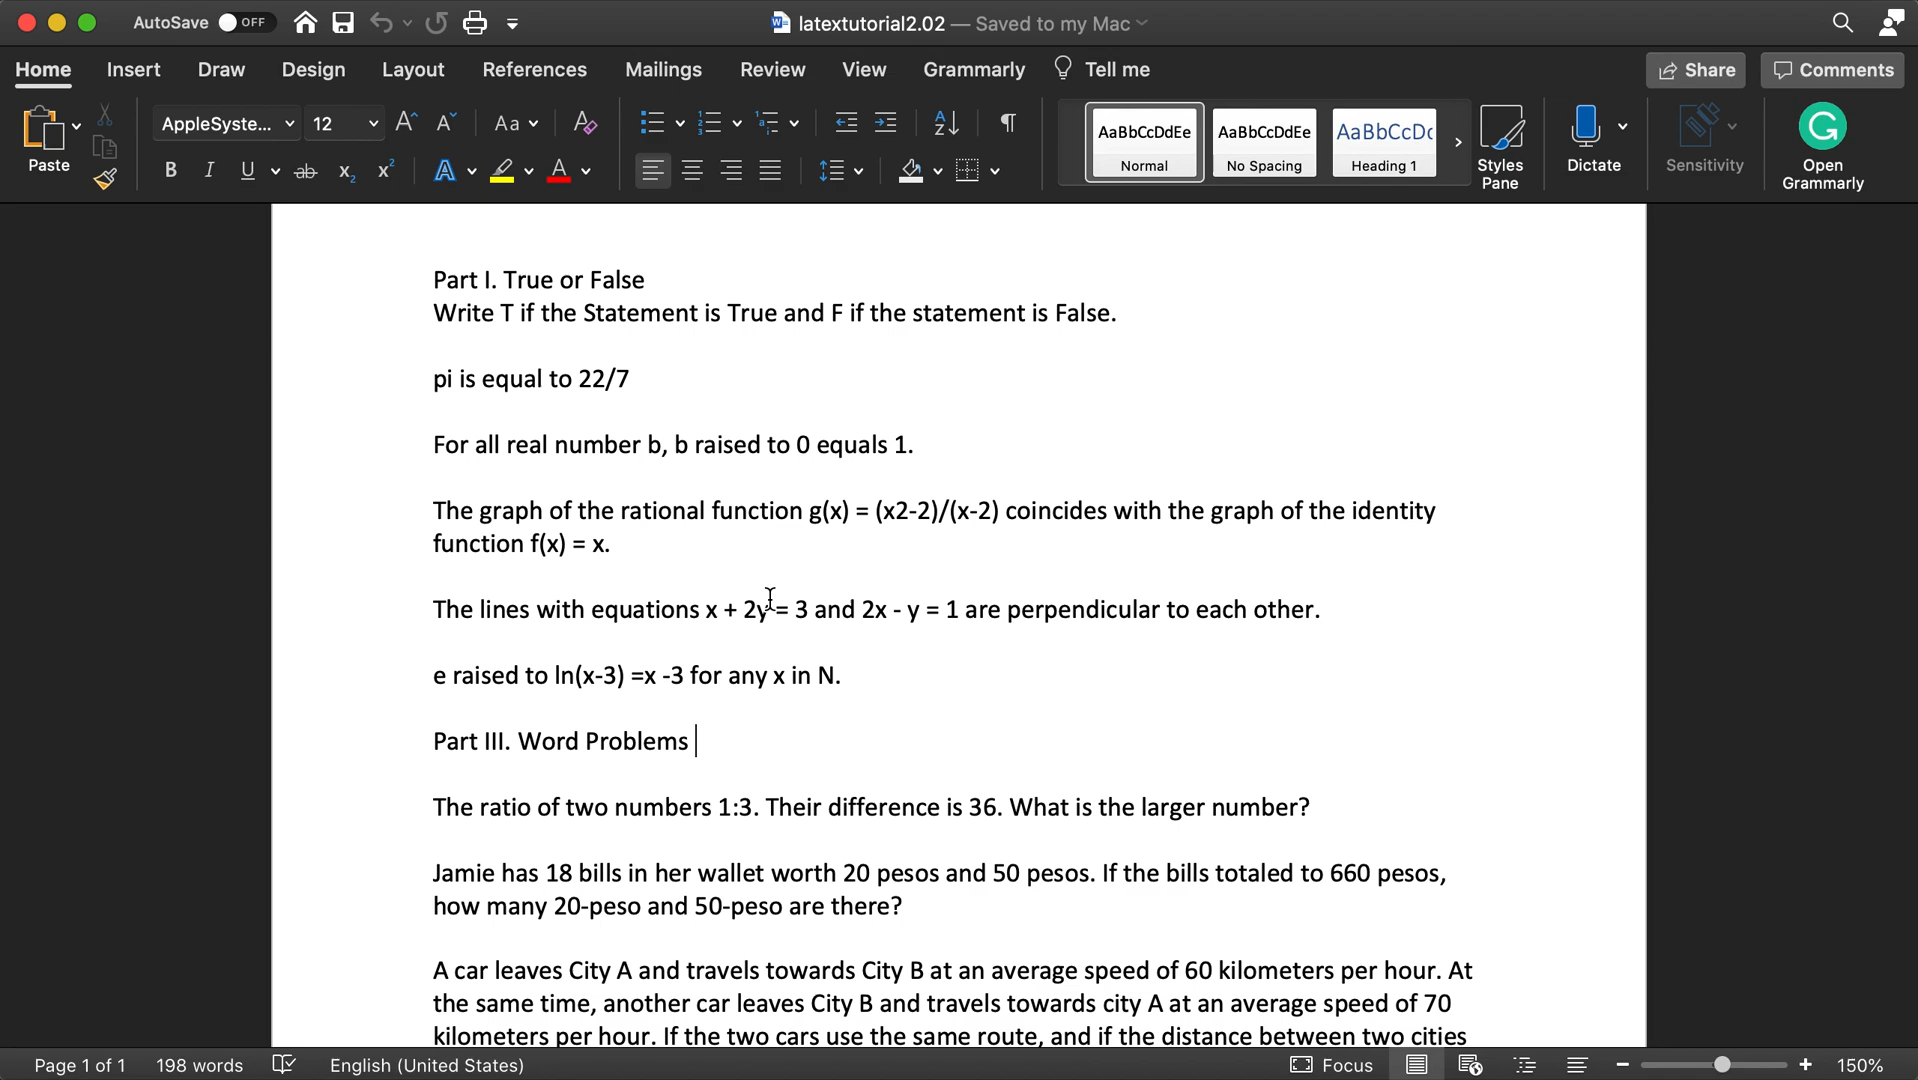 AutoSave OFF latextutorial2.02 — Saved to my Mac
Home Insert Draw Design Layout References Mailings Review View Grammarly Tell me Share Comments
Paste AppleSyste... 12 Aa AaBbCcDdEe AaBbCcDdEe AaBbCcDc
Normal No Spacing Heading 1 Styles Pane Dictate Sensitivity Open Grammarly
Part I. True or False
Write T if the Statement is True and F if the statement is False.
pi is equal to 22/7
For all real number b, b raised to 0 equals 1.
The graph of the rational function g(x) = (x2-2)/(x-2) coincides with the graph of the identity
function f(x) = x.
The lines with equations x + 2y = 3 and 2x - y = 1 are perpendicular to each other.
e raised to ln(x-3) =x -3 for any x in N.
Part III. Word Problems
The ratio of two numbers 1:3. Their difference is 36. What is the larger number?
Jamie has 18 bills in her wallet worth 20 pesos and 50 pesos. If the bills totaled to 660 pesos,
how many 20-peso and 50-peso are there?
A car leaves City A and travels towards City B at an average speed of 60 kilometers per hour. At
the same time, another car leaves City B and travels towards city A at an average speed of 70
kilometers per hour. If the two cars use the same route, and if the distance between two cities
Page 1 of 1 198 words English (United States) Focus 150%